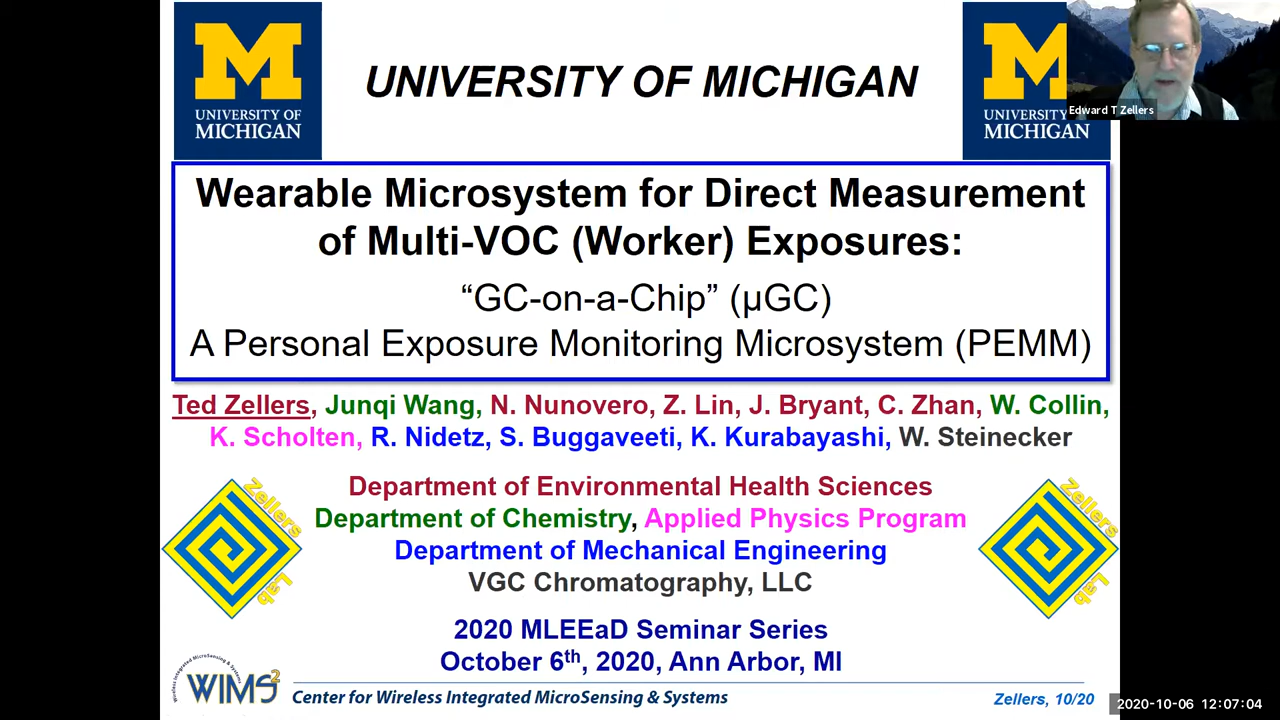 UNIVERSITY OF MICHIGAN
UNIVERSITY OF
MICHIGAN
UNIVERSITY OF
MICHIGAN
Edward T Zellers
Wearable Microsystem for Direct Measurement
of Multi-VOC (Worker) Exposures:
“GC-on-a-Chip” (µGC)
A Personal Exposure Monitoring Microsystem (PEMM)
Ted Zellers, Junqi Wang, N. Nunovero, Z. Lin, J. Bryant, C. Zhan, W. Collin,
K. Scholten, R. Nidetz, S. Buggaveeti, K. Kurabayashi, W. Steinecker
Zellers
Lab
Zellers
Lab
Department of Environmental Health Sciences
Department of Chemistry, Applied Physics Program
Department of Mechanical Engineering
VGC Chromatography, LLC
2020 MLEEaD Seminar Series
October 6th, 2020, Ann Arbor, MI
Wireless Integrated MicroSensing & Systems
WIMS2
Center for Wireless Integrated MicroSensing & Systems
Zellers, 10/20
2020-10-06 12:07:04